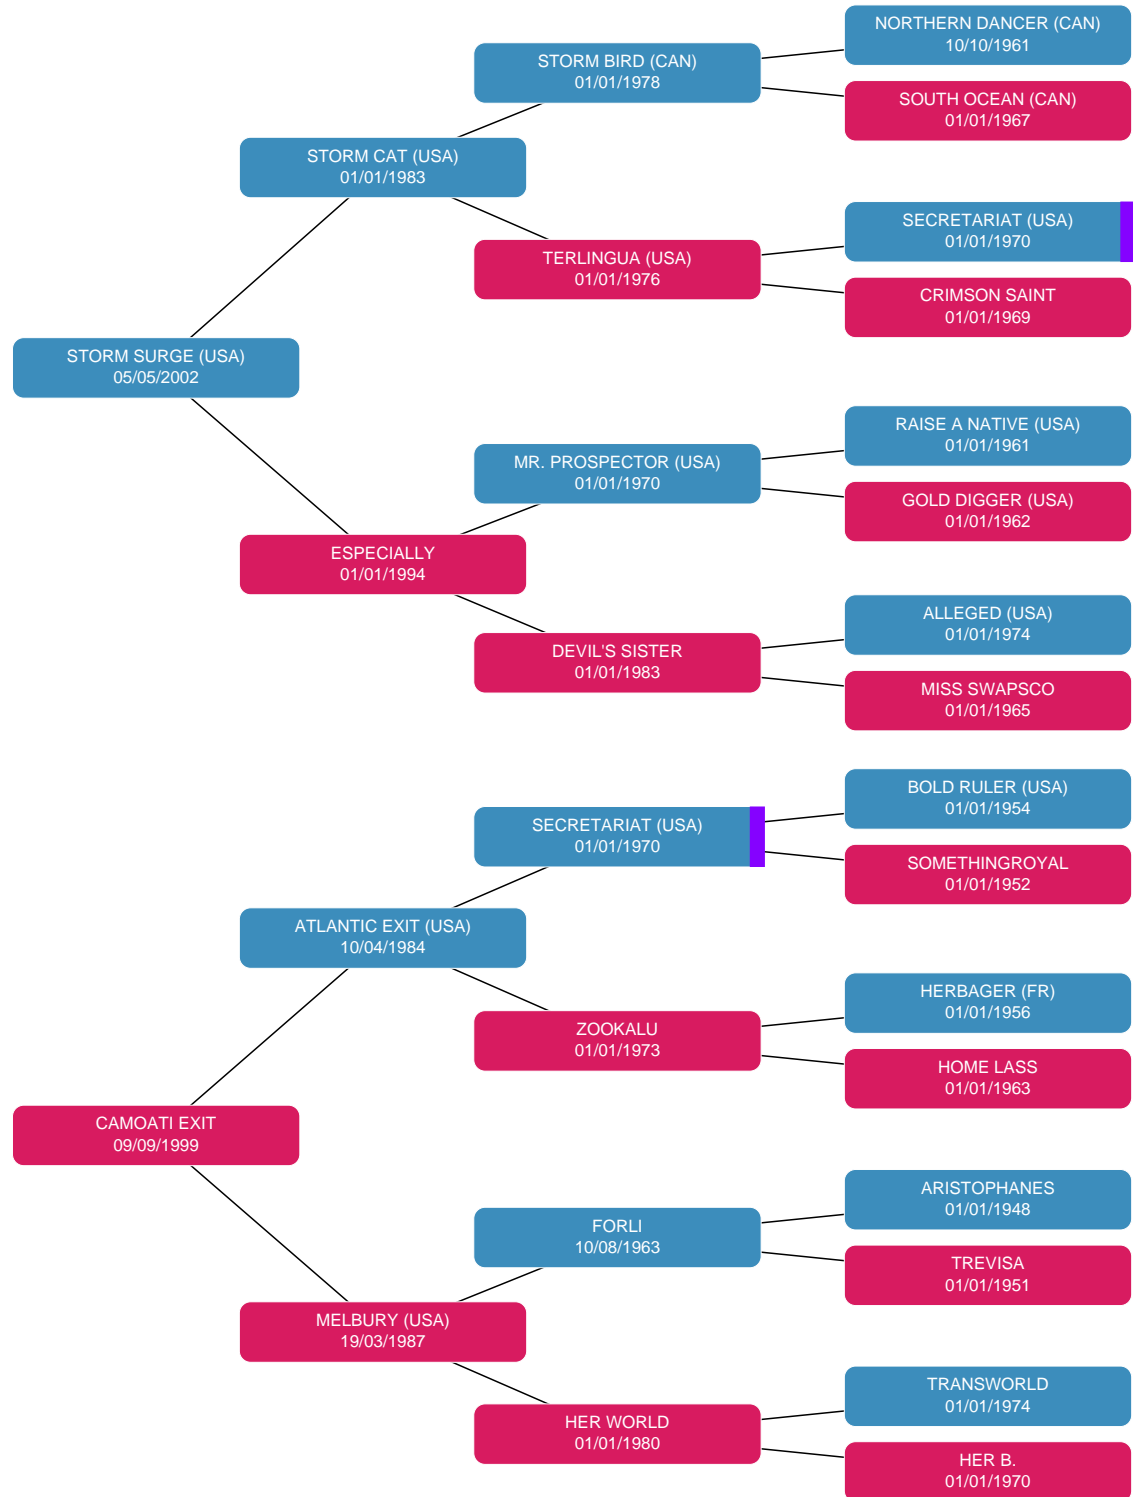 NORTHERN DANCER (CAN)
10/10/1961
STORM BIRD (CAN)
01/01/1978
SOUTH OCEAN (CAN)
01/01/1967
STORM CAT (USA)
01/01/1983
SECRETARIAT (USA)
01/01/1970
TERLINGUA (USA)
01/01/1976
CRIMSON SAINT
01/01/1969
STORM SURGE (USA)
05/05/2002
RAISE A NATIVE (USA)
01/01/1961
MR. PROSPECTOR (USA)
01/01/1970
GOLD DIGGER (USA)
01/01/1962
ESPECIALLY
01/01/1994
ALLEGED (USA)
01/01/1974
DEVIL'S SISTER
01/01/1983
MISS SWAPSCO
01/01/1965
BOLD RULER (USA)
01/01/1954
SECRETARIAT (USA)
01/01/1970
SOMETHINGROYAL
01/01/1952
ATLANTIC EXIT (USA)
10/04/1984
HERBAGER (FR)
01/01/1956
ZOOKALU
01/01/1973
HOME LASS
01/01/1963
CAMOATI EXIT
09/09/1999
ARISTOPHANES
01/01/1948
FORLI
10/08/1963
TREVISA
01/01/1951
MELBURY (USA)
19/03/1987
TRANSWORLD
01/01/1974
HER WORLD
01/01/1980
HER B.
01/01/1970